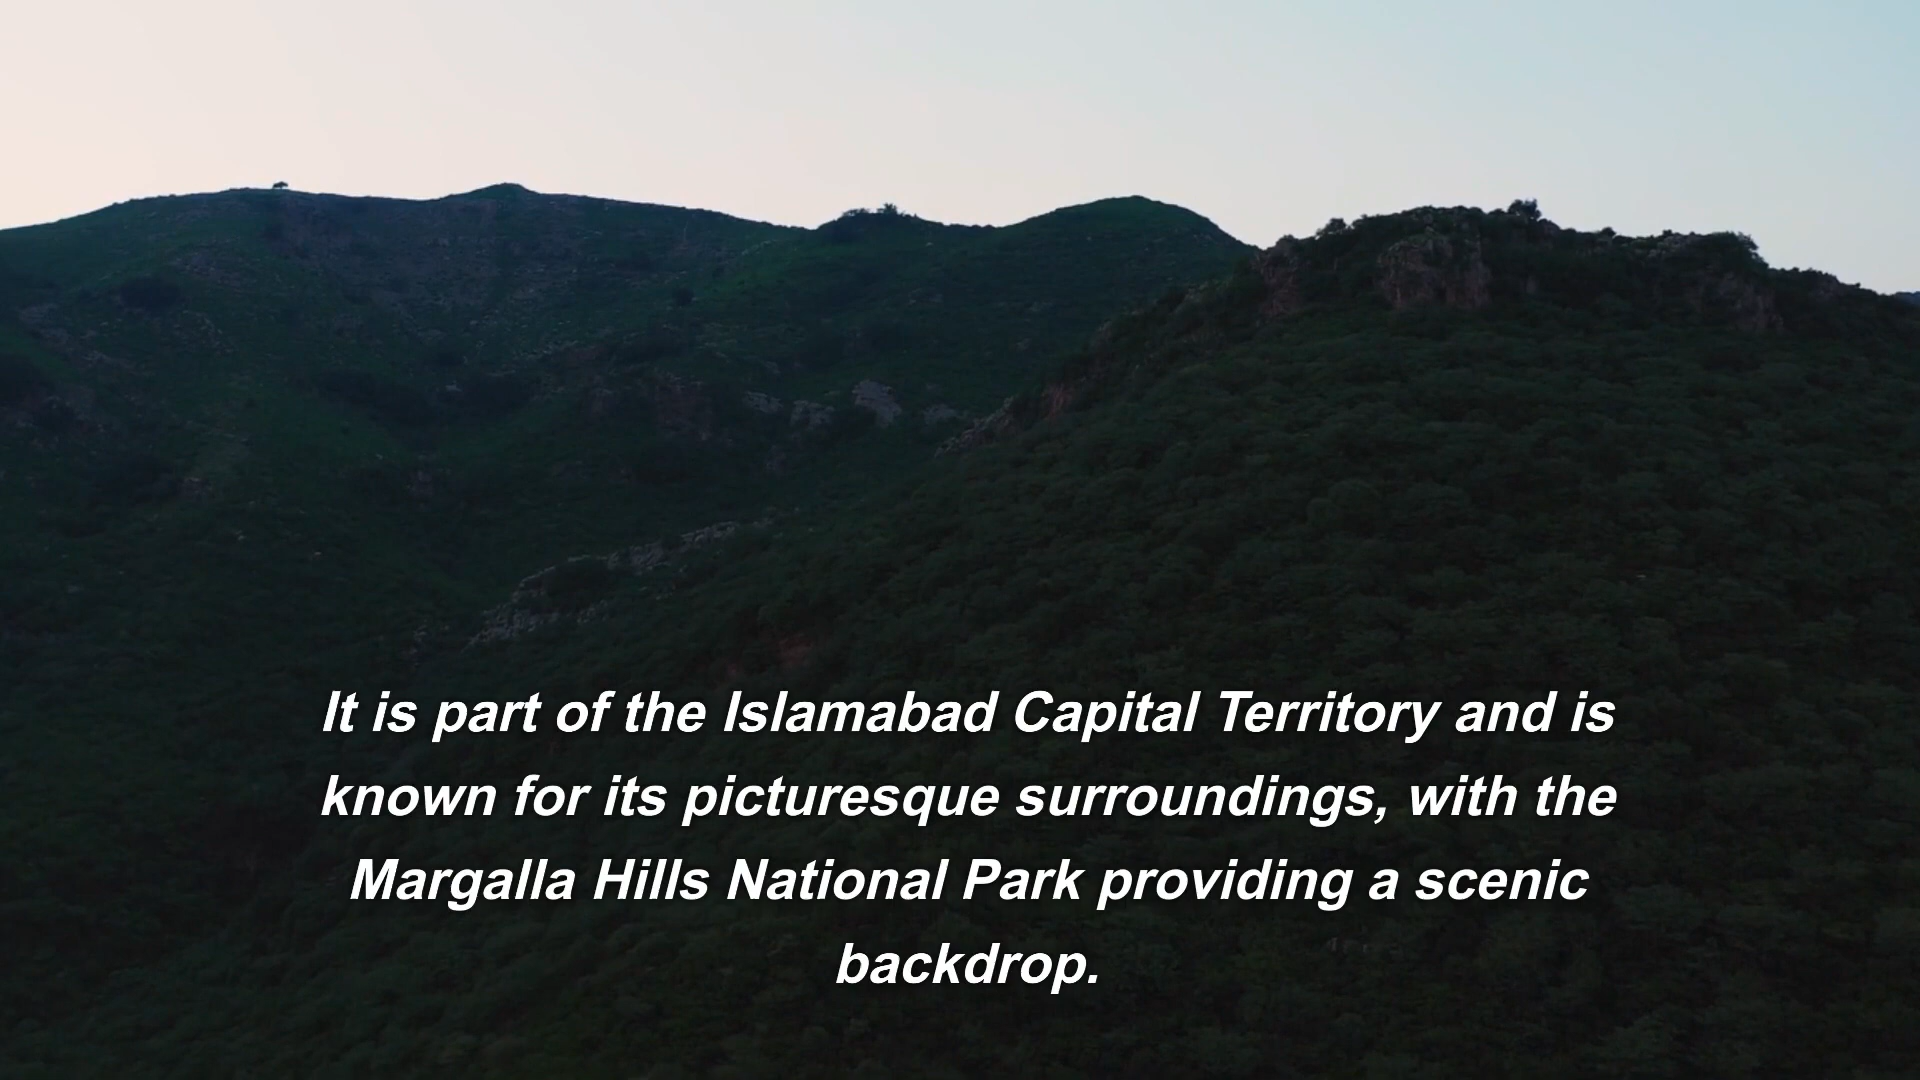 It is part of the Islamabad Capital Territory and is
known for its picturesque surroundings, with the
Margalla Hills National Park providing a scenic
backdrop.